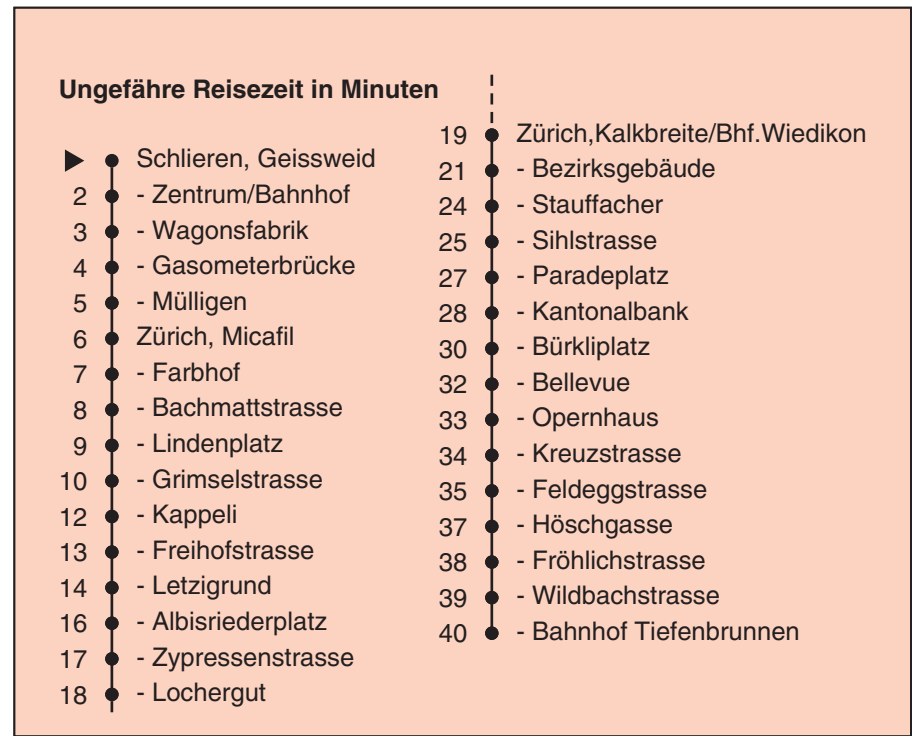 Ungefähre Reisezeit in Minuten
Schlieren, Geissweid
2 - Zentrum/Bahnhof
3 - Wagonsfabrik
4 - Gasometerbrücke
5 - Mülligen
6 Zürich, Micafil
7 - Farbhof
8 - Bachmattstrasse
9 - Lindenplatz
10 - Grimselstrasse
12 - Kappeli
13 - Freihofstrasse
14 - Letzigrund
16 - Albisriederplatz
17 - Zypressenstrasse
18 - Lochergut
19 Zürich,Kalkbreite/Bhf.Wiedikon
21 - Bezirksgebäude
24 - Stauffacher
25 - Sihlstrasse
27 - Paradeplatz
28 - Kantonalbank
30 - Bürkliplatz
32 - Bellevue
33 - Opernhaus
34 - Kreuzstrasse
35 - Feldeggstrasse
37 - Höschgasse
38 - Fröhlichstrasse
39 - Wildbachstrasse
40 - Bahnhof Tiefenbrunnen